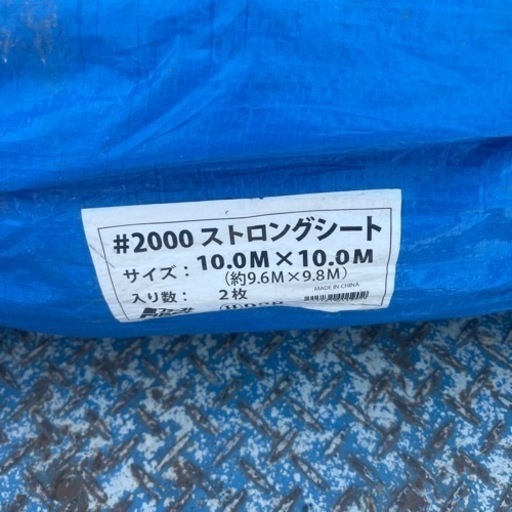 #2000 ストロングシート
サイズ： 10.0M×10.0M
（約9.6M×9.8M）
入り数： 2枚
MADE IN CHINA